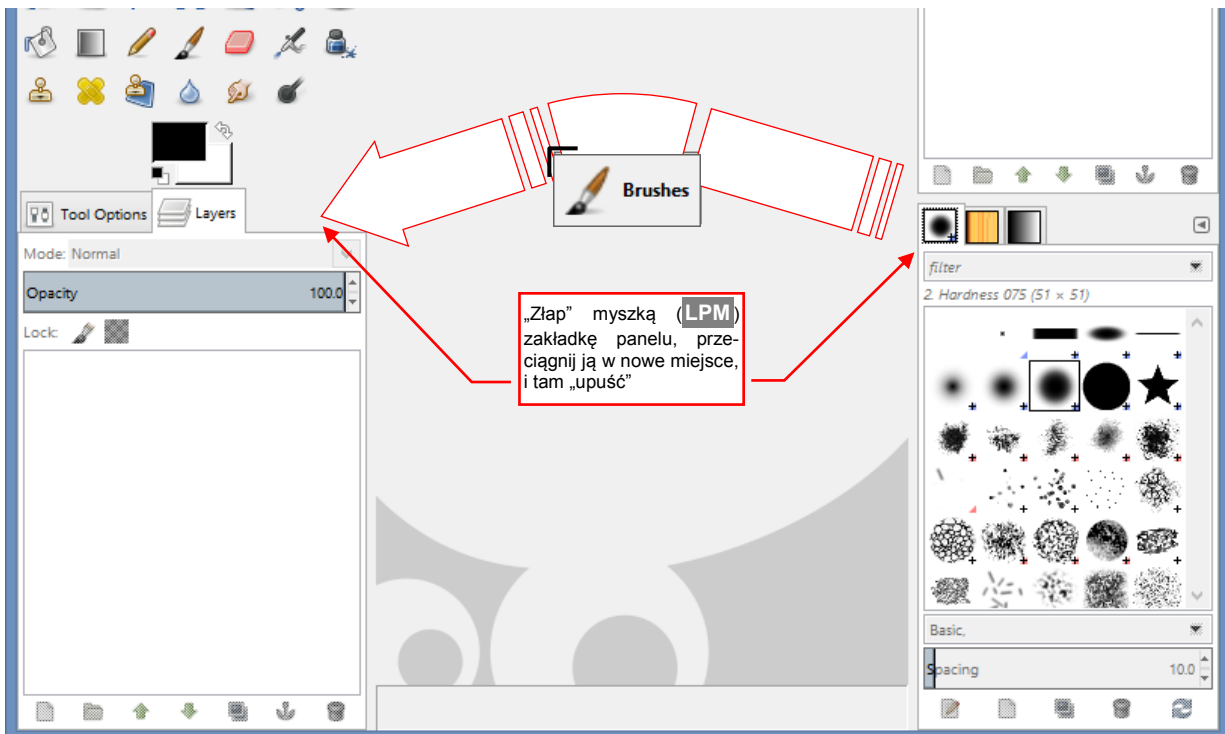 Tool Options
Layers
Mode: Normal
Opacity 100.0
Lock:
Brushes
„Złap” myszką (LPM)
zakładkę panelu, prze-
ciągnij ją w nowe miejsce,
i tam „upuść”
filter
2. Hardness 075 (51 × 51)
Basic,
Spacing 10.0